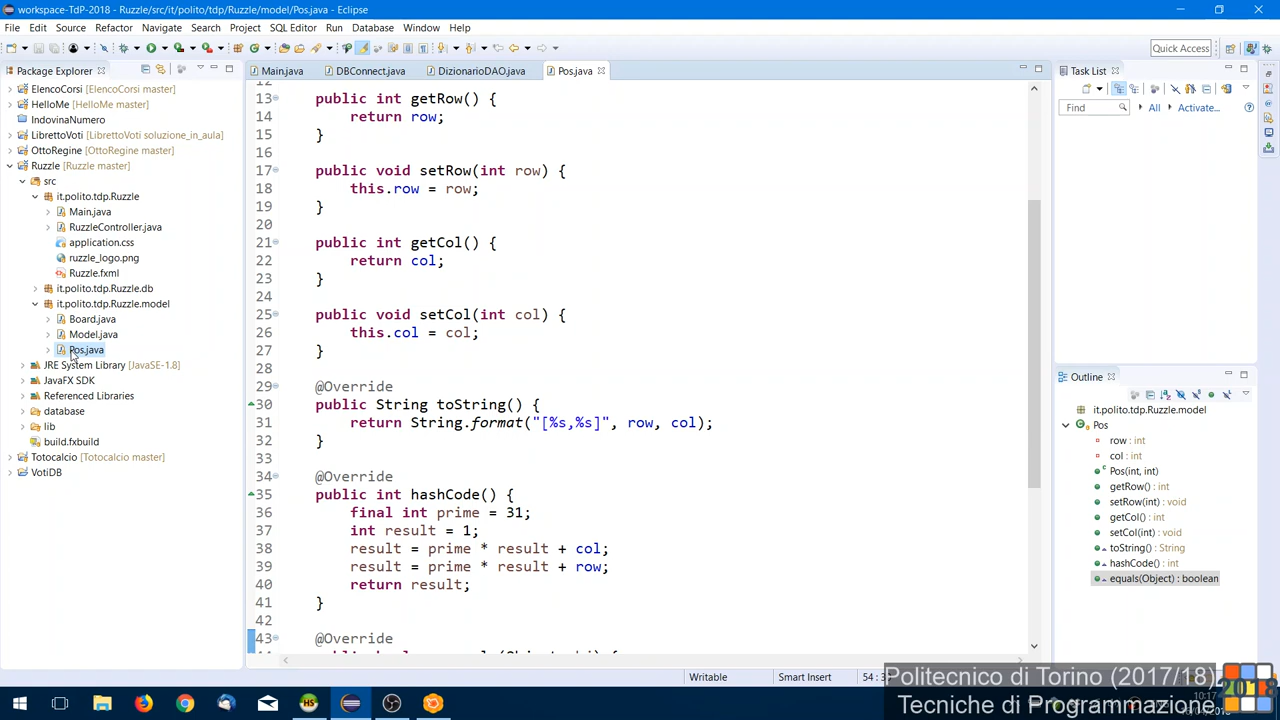 workspace-TdP-2018 - Ruzzle/src/it/polito/tdp/Ruzzle/model/Pos.java - Eclipse
File Edit Source Refactor Navigate Search Project SQL Editor Run Database Window Help
Quick Access
Package Explorer
Main.java DBConnect.java DizionarioDAO.java Pos.java
Task List
Find All Activate...
ElencoCorsi [ElencoCorsi master]
HelloMe [HelloMe master]
IndovinaNumero
LibrettoVoti [LibrettoVoti soluzione_in_aula]
OttoRegine [OttoRegine master]
Ruzzle [Ruzzle master]
src
it.polito.tdp.Ruzzle
Main.java
RuzzleController.java
application.css
ruzzle_logo.png
Ruzzle.fxml
it.polito.tdp.Ruzzle.db
it.polito.tdp.Ruzzle.model
Board.java
Model.java
Pos.java
JRE System Library [JavaSE-1.8]
JavaFX SDK
Referenced Libraries
database
lib
build.fxbuild
Totocalcio [Totocalcio master]
VotiDB
12
13 public int getRow() {
14 return row;
15 }
16
17 public void setRow(int row) {
18 this.row = row;
19 }
20
21 public int getCol() {
22 return col;
23 }
24
25 public void setCol(int col) {
26 this.col = col;
27 }
28
29 @Override
30 public String toString() {
31 return String.format("[%s,%s]", row, col);
32 }
33
34 @Override
35 public int hashCode() {
36 final int prime = 31;
37 int result = 1;
38 result = prime * result + col;
39 result = prime * result + row;
40 return result;
41 }
42
43 @Override
Outline
it.polito.tdp.Ruzzle.model
Pos
row : int
col : int
Pos(int, int)
getRow() : int
setRow(int) : void
getCol() : int
setCol(int) : void
toString() : String
hashCode() : int
equals(Object) : boolean
Writable Smart Insert 54 : 3
Politecnico di Torino (2017/18)
Tecniche di Programmazione
2018
10:17